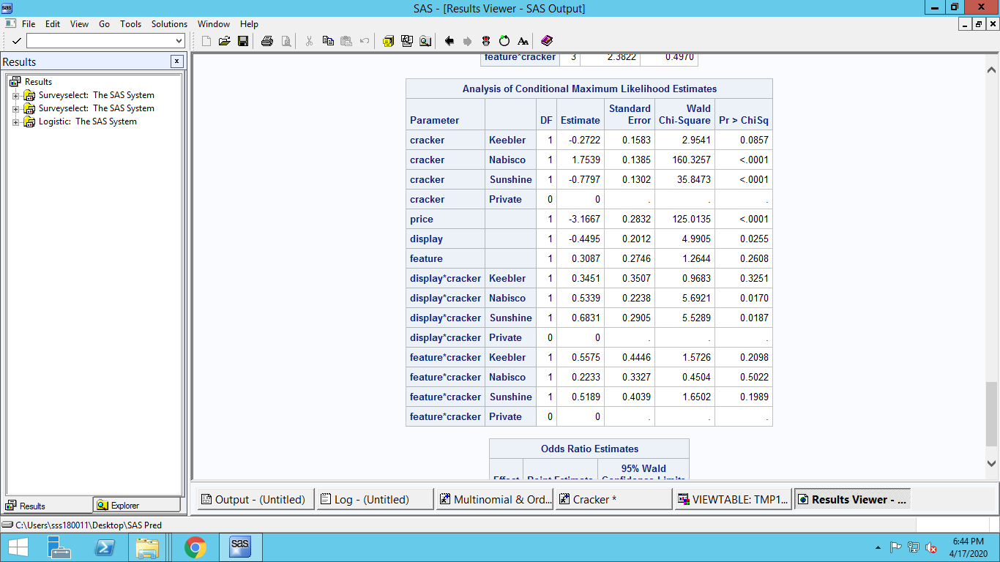 SAS - [Results Viewer - SAS Output]
File Edit View Go Tools Solutions Window Help
Results
feature*cracker 3 2.3822 0.4970
Results
Surveyselect: The SAS System
Surveyselect: The SAS System
Logistic: The SAS System
Analysis of Conditional Maximum Likelihood Estimates
Parameter DF Estimate Standard Error Wald Chi-Square Pr > ChiSq
cracker Keebler 1 -0.2722 0.1583 2.9541 0.0857
cracker Nabisco 1 1.7539 0.1385 160.3257 <.0001
cracker Sunshine 1 -0.7797 0.1302 35.8473 <.0001
cracker Private 0 0 . . .
price 1 -3.1667 0.2832 125.0135 <.0001
display 1 -0.4495 0.2012 4.9905 0.0255
feature 1 0.3087 0.2746 1.2644 0.2608
display*cracker Keebler 1 0.3451 0.3507 0.9683 0.3251
display*cracker Nabisco 1 0.5339 0.2238 5.6921 0.0170
display*cracker Sunshine 1 0.6831 0.2905 5.5289 0.0187
display*cracker Private 0 0 . . .
feature*cracker Keebler 1 0.5575 0.4446 1.5726 0.2098
feature*cracker Nabisco 1 0.2233 0.3327 0.4504 0.5022
feature*cracker Sunshine 1 0.5189 0.4039 1.6502 0.1989
feature*cracker Private 0 0 . . .
Odds Ratio Estimates
Effect Point Estimate 95% Wald Confidence Limits
Results Explorer
Output - (Untitled) Log - (Untitled) Multinomial & Ord... Cracker * VIEWTABLE: TMP1... Results Viewer - ...
C:\Users\sss180011\Desktop\SAS Pred
sas
6:44 PM
4/17/2020